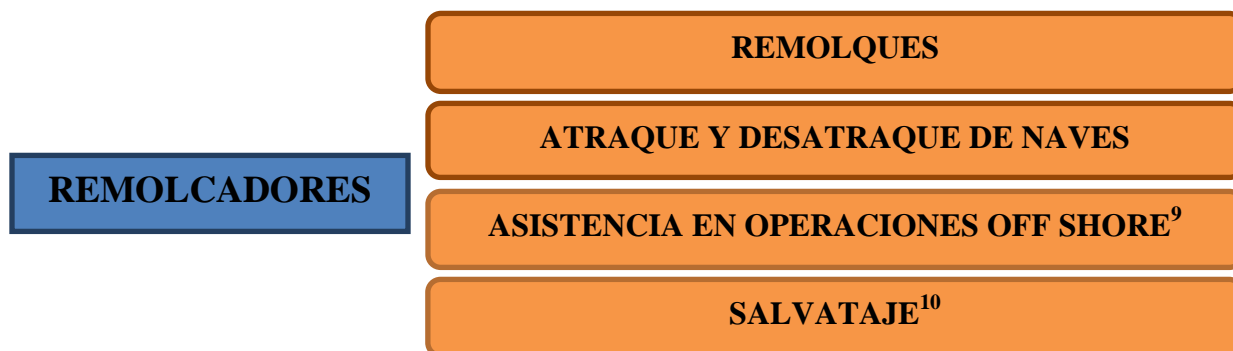 REMOLCADORES
REMOLQUES
ATRAQUE Y DESATRAQUE DE NAVES
ASISTENCIA EN OPERACIONES OFF SHORE⁹
SALVATAJE¹⁰